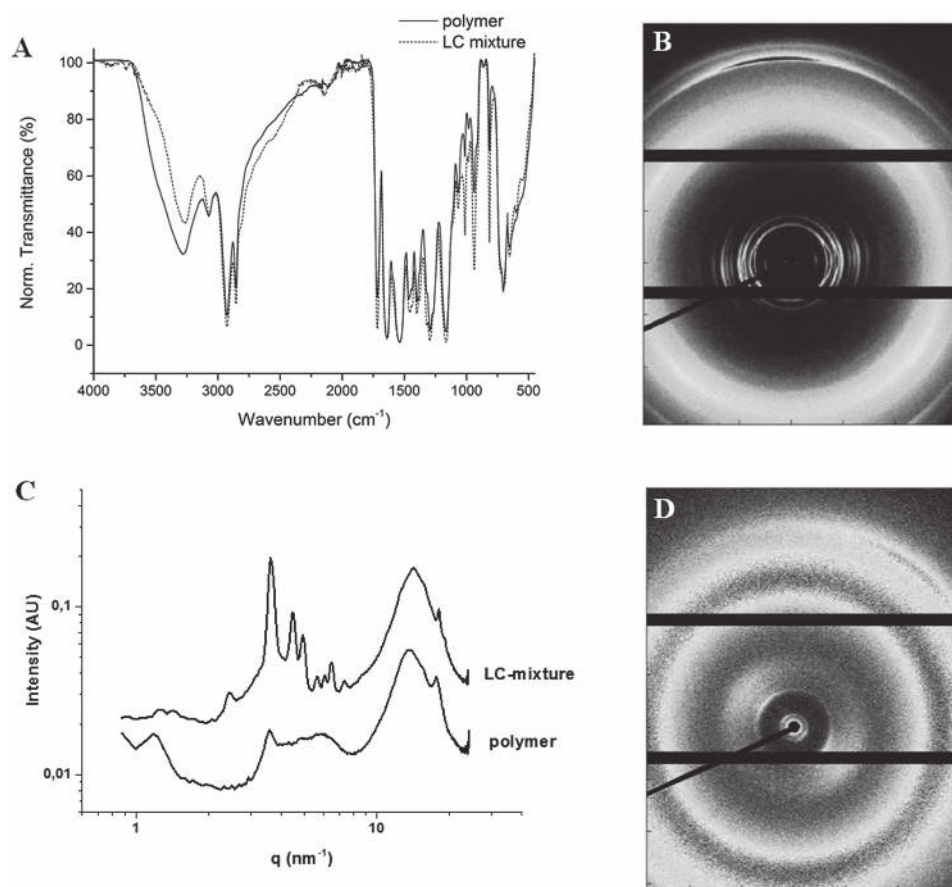 polymer
LC mixture
A
B
100
80
60
40
20
0
Norm. Transmittance (%)
4000 3500 3000 2500 2000 1500 1000 500
Wavenumber (cm⁻¹)
C
D
0,1
0,01
Intensity (AU)
LC-mixture
polymer
1 10
q (nm⁻¹)